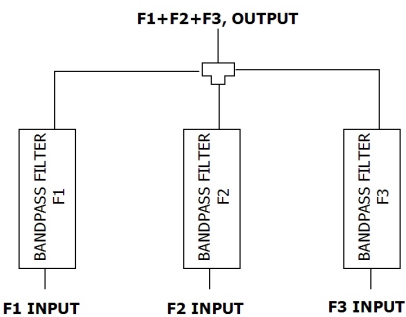 F1+F2+F3, OUTPUT
BANDPASS FILTER
F1
BANDPASS FILTER
F2
BANDPASS FILTER
F3
F1 INPUT
F2 INPUT
F3 INPUT